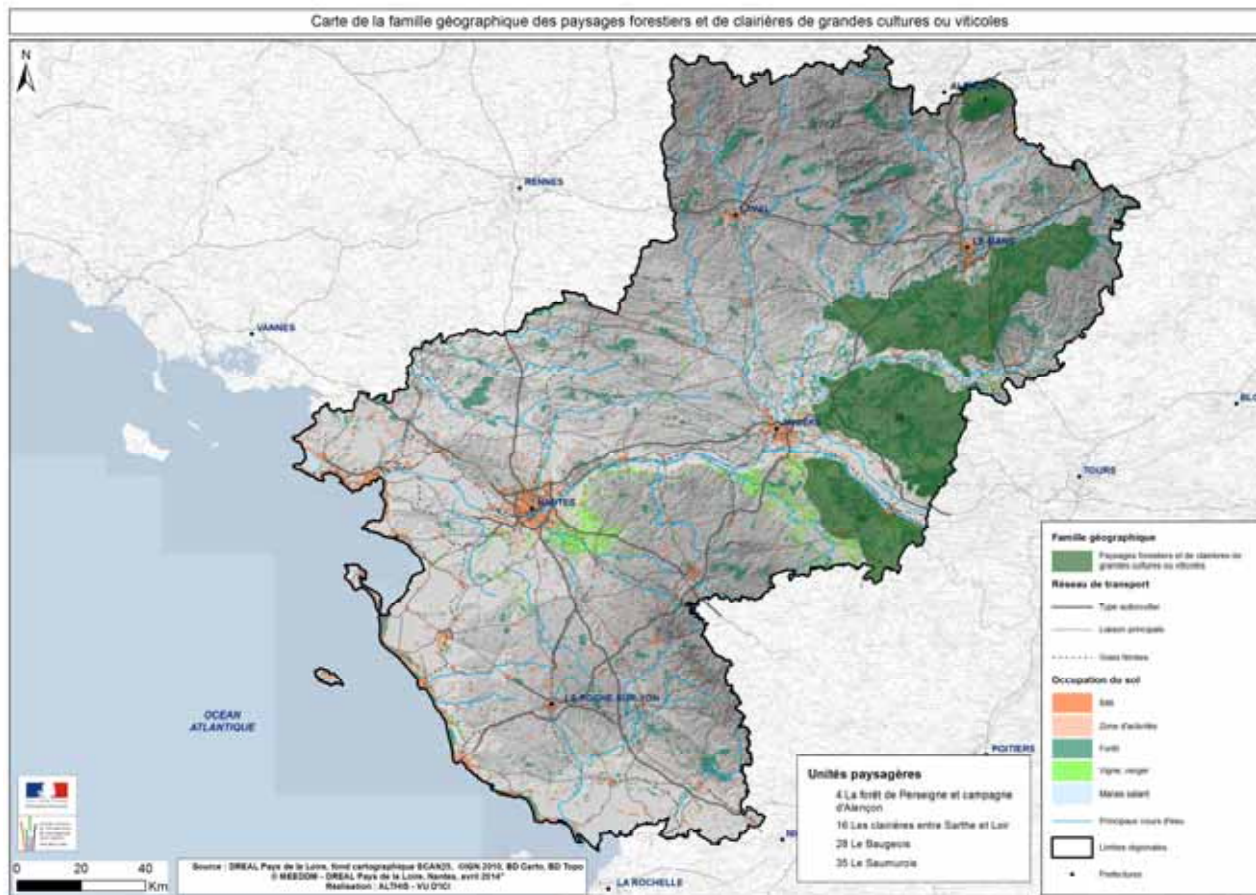 Carte de la famille géographique des paysages forestiers et de clairières de grandes cultures ou viticoles
N
ALENÇON
RENNES
LAVAL
LE MANS
VANNES
BLO
ANGERS
TOURS
NANTES
LA ROCHE-SUR-YON
OCEAN
ATLANTIQUE
POITIERS
NI
LA ROCHELLE
Famille géographique
Paysages forestiers et de clairières de
grandes cultures ou viticoles
Réseau de transport
Type autoroutier
Liaison principale
Voies ferrées
Occupation du sol
Bâti
Zone d'activités
Forêt
Vigne, verger
Marais salant
Principaux cours d'eau
Limites régionales
Préfectures
Unités paysagères
4 La forêt de Perseigne et campagne
d'Alençon
16 Les clairières entre Sarthe et Loir
28 Le Baugeois
35 Le Saumurois
0 20 40
Km
Source : DREAL Pays de la Loire, fond cartographique SCAN25, ©IGN 2010, BD Carto, BD Topo
© MEEDDM - DREAL Pays de la Loire, Nantes, avril 2014"
Réalisation : ALTHIS - VU D'ICI